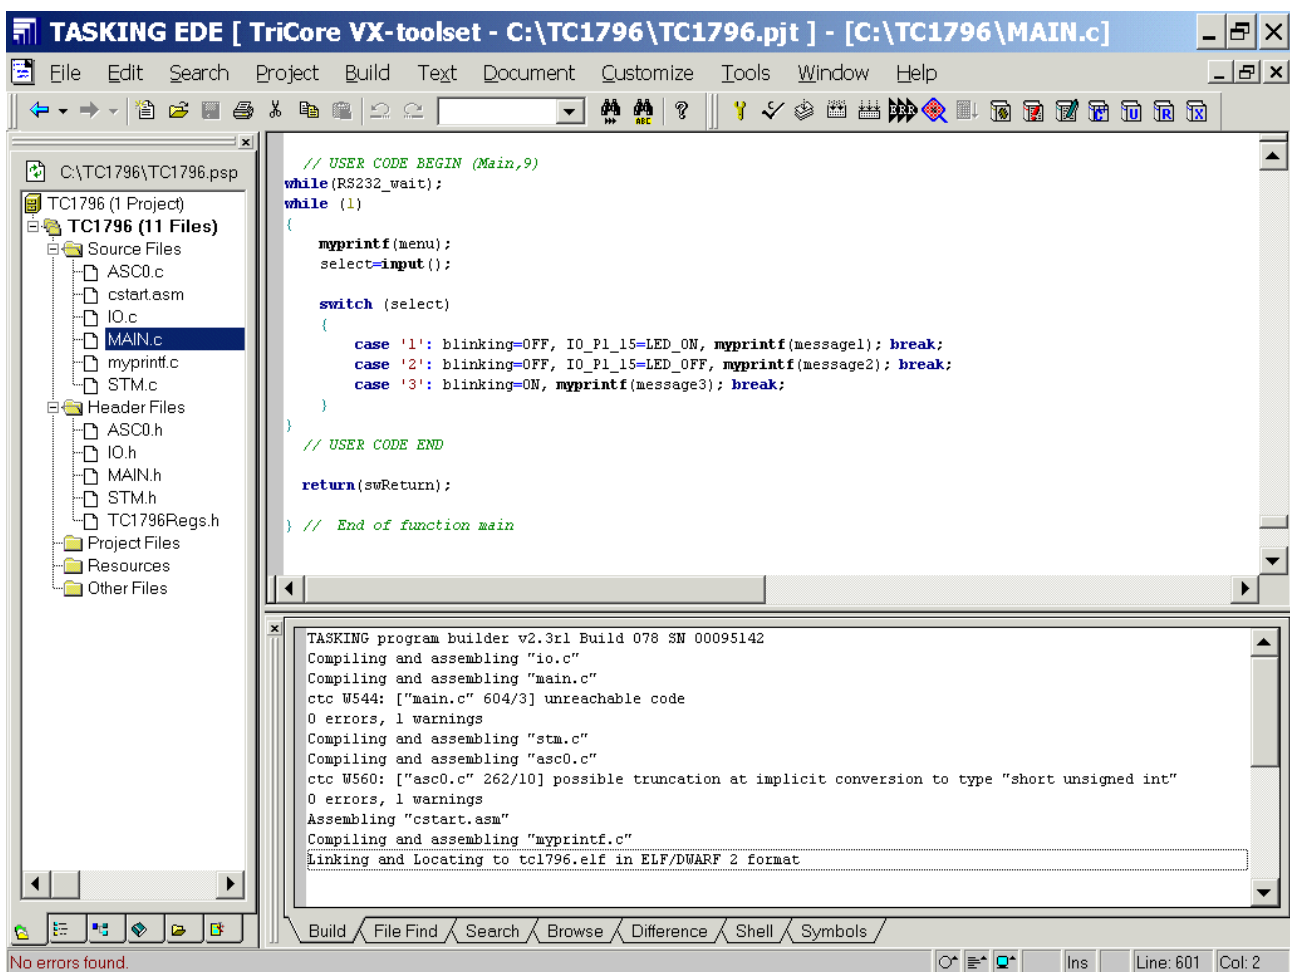 TASKING EDE [ TriCore VX-toolset - C:\TC1796\TC1796.pjt ] - [C:\TC1796\MAIN.c]
File Edit Search Project Build Text Document Customize Tools Window Help
C:\TC1796\TC1796.psp
TC1796 (1 Project)
TC1796 (11 Files)
Source Files
ASC0.c
cstart.asm
IO.c
MAIN.c
myprintf.c
STM.c
Header Files
ASC0.h
IO.h
MAIN.h
STM.h
TC1796Regs.h
Project Files
Resources
Other Files
// USER CODE BEGIN (Main,9)
while(RS232_wait);
while (1)
{
myprintf(menu);
select=input();
switch (select)
{
case '1': blinking=OFF, IO_P1_15=LED_ON, myprintf(message1); break;
case '2': blinking=OFF, IO_P1_15=LED_OFF, myprintf(message2); break;
case '3': blinking=ON, myprintf(message3); break;
}
}
// USER CODE END
return(swReturn);
} // End of function main
TASKING program builder v2.3r1 Build 078 SN 00095142
Compiling and assembling "io.c"
Compiling and assembling "main.c"
ctc W544: ["main.c" 604/3] unreachable code
0 errors, 1 warnings
Compiling and assembling "stm.c"
Compiling and assembling "asc0.c"
ctc W560: ["asc0.c" 262/10] possible truncation at implicit conversion to type "short unsigned int"
0 errors, 1 warnings
Assembling "cstart.asm"
Compiling and assembling "myprintf.c"
Linking and Locating to tc1796.elf in ELF/DWARF 2 format
Build File Find Search Browse Difference Shell Symbols
No errors found. Ins Line: 601 Col: 2